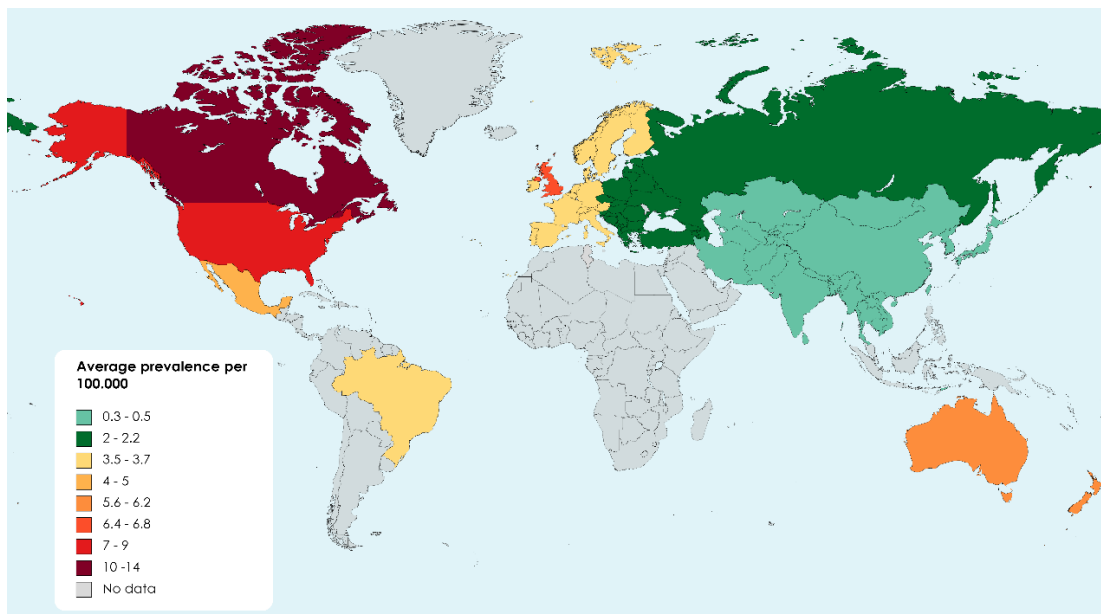 Average prevalence per
100.000
0.3 - 0.5
2 - 2.2
3.5 - 3.7
4 - 5
5.6 - 6.2
6.4 - 6.8
7 - 9
10 -14
No data